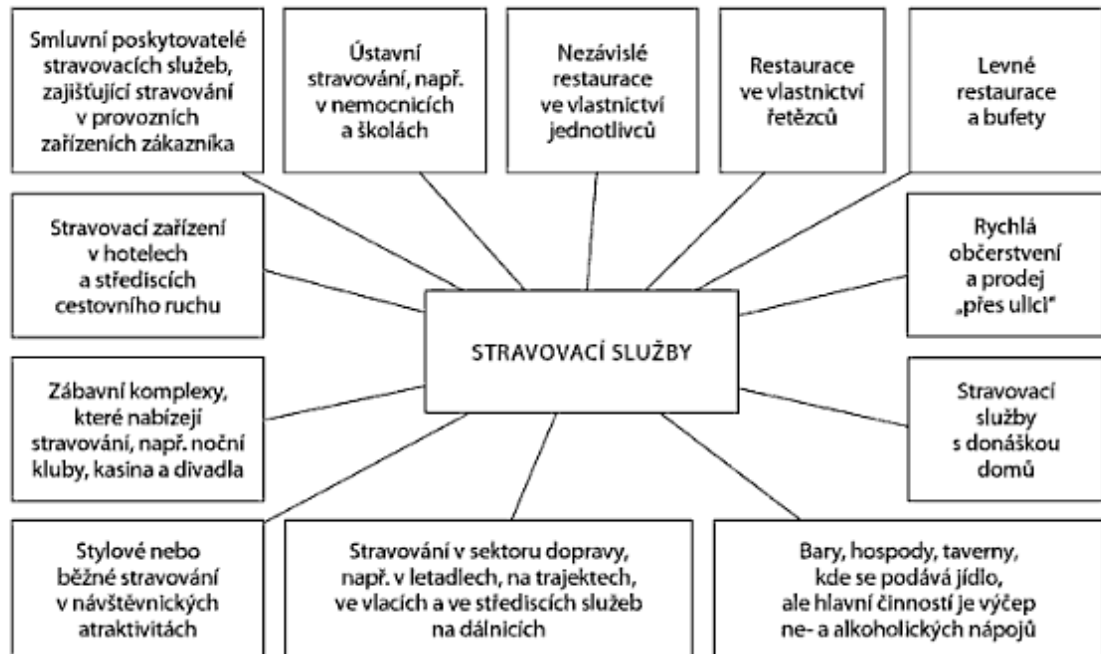 Smluvní poskytovatelé
stravovacích služeb,
zajišťující stravování
v provozních
zařízeních zákazníka
Ústavní
stravování, např.
v nemocnicích
a školách
Nezávislé
restaurace
ve vlastnictví
jednotlivců
Restaurace
ve vlastnictví
řetězců
Levné
restaurace
a bufety
Stravovací zařízení
v hotelech
a střediscích
cestovního ruchu
Rychlá
občerstvení
a prodej
„přes ulici“
STRAVOVACÍ SLUŽBY
Zábavní komplexy,
které nabízejí
stravování, např. noční
kluby, kasina a divadla
Stravovací
služby
s donáškou
domů
Stylové nebo
běžné stravování
v návštěvnických
atraktivitách
Stravování v sektoru dopravy,
např. v letadlech, na trajektech,
ve vlacích a ve střediscích služeb
na dálnicích
Bary, hospody, taverny,
kde se podává jídlo,
ale hlavní činností je výčep
ne- a alkoholických nápojů